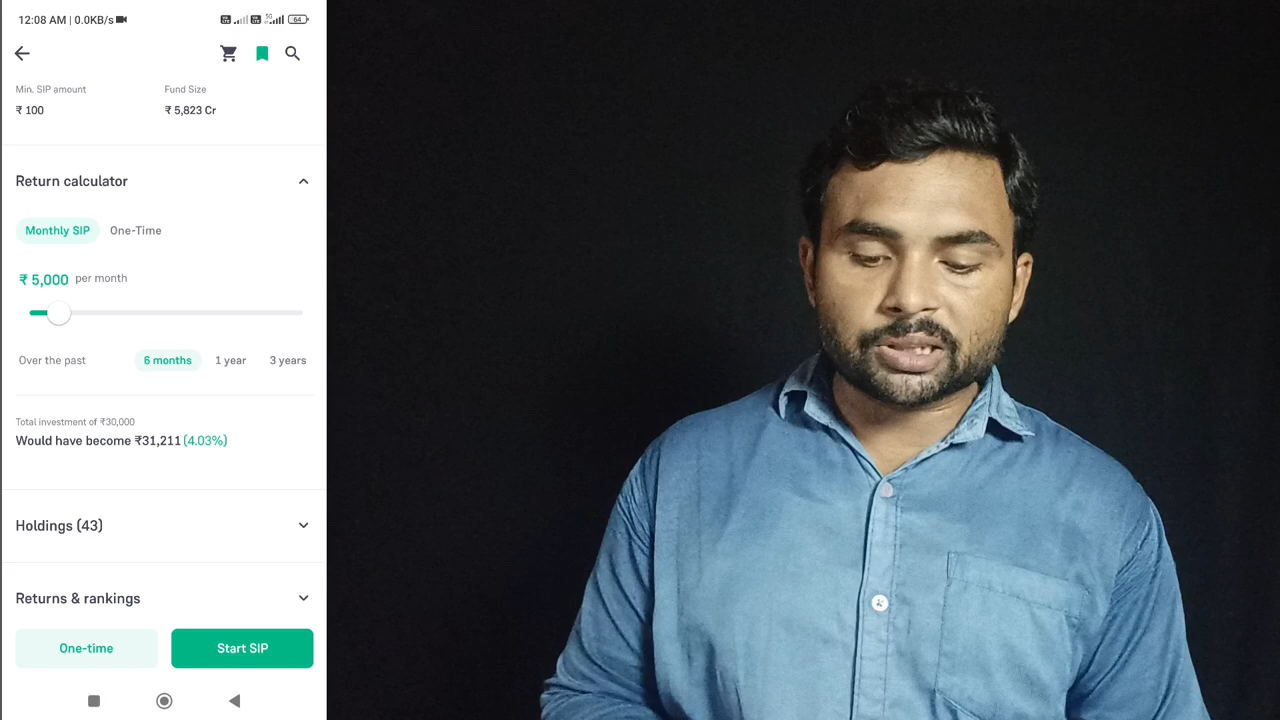 12:08 AM | 0.0KB/s
5G 64
Min. SIP amount Fund Size
₹ 100 ₹ 5,823 Cr
Return calculator
Monthly SIP One-Time
₹ 5,000 per month
Over the past 6 months 1 year 3 years
Total investment of ₹30,000
Would have become ₹31,211 (4.03%)
Holdings (43)
Returns & rankings
One-time Start SIP